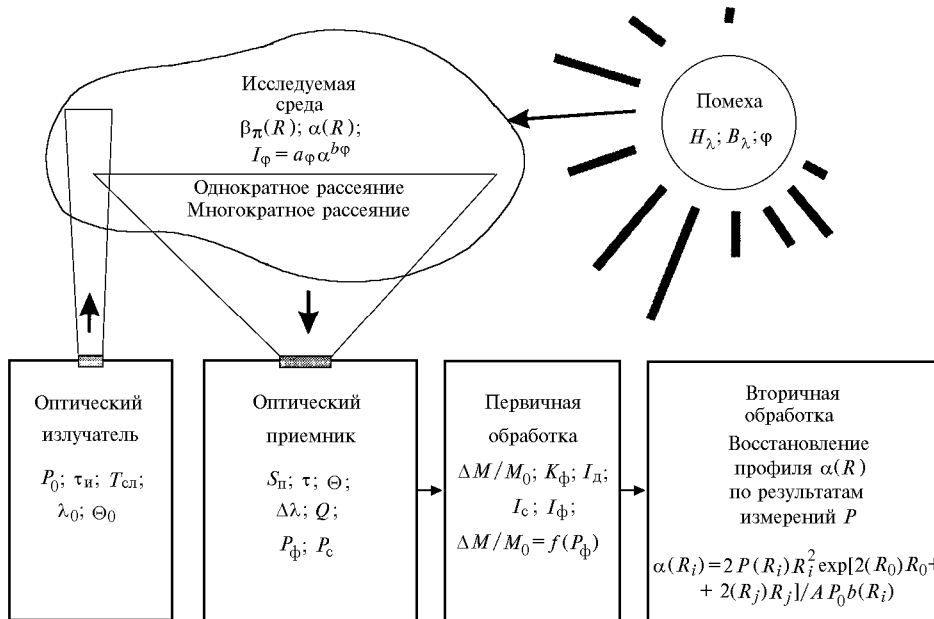 Исследуемая
среда
β_π(R); α(R);
I_φ = a_φ α^{bφ}
Однократное рассеяние
Многократное рассеяние
Помеха
H_λ; B_λ; φ
Оптический
излучатель
P_0; τ_и; T_сл;
λ_0; Θ_0
Оптический
приемник
S_п; τ; Θ;
Δλ; Q;
P_ф; P_с
Первичная
обработка
ΔM/M_0; K_ф; I_д;
I_с; I_ф;
ΔM/M_0 = f(P_ф)
Вторичная
обработка
Восстановление
профиля α(R)
по результатам
измерений P
α(R_i) = 2P(R_i)R_i^2 exp[2(R_0)R_0+
+ 2(R_j)R_j]/AP_0b(R_i)